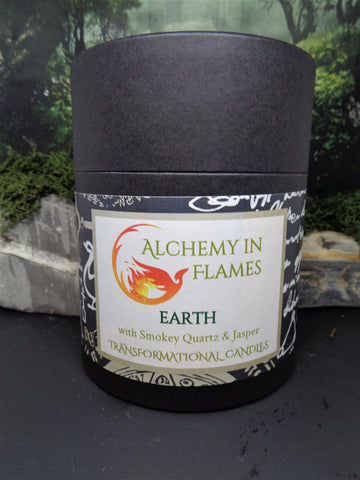 ALCHEMY IN
FLAMES
EARTH
with Smokey Quartz & Jasper
TRANSFORMATIONAL CANDLES